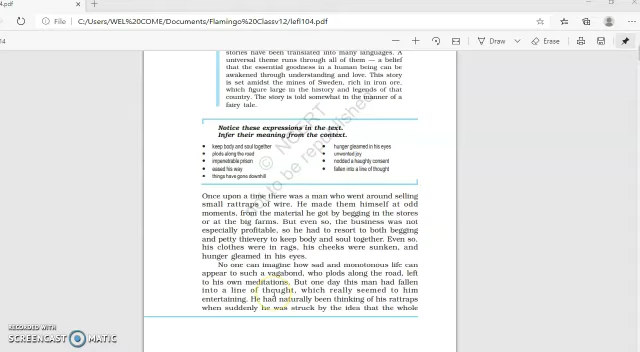 4.pdf
File | C:/Users/WEL%20COME/Documents/Flamingo%20Classv12/lefl104.pdf
14
Draw
Erase
stories have been translated into many languages. A
universal theme runs through all of them — a
belief that the essential goodness in a human being can be
awakened through understanding and love. This story
is set amidst the mines of Sweden, rich in iron ore,
which figure large in the history and legends of that
country. The story is told somewhat in the manner of a
fairy tale.
© NCERT
not to be republished
Notice these expressions in the text.
Infer their meaning from the context.
• keep body and soul together
• plods along the road
• impenetrable prison
• eased his way
• things have gone downhill
• hunger gleamed in his eyes
• unwonted joy
• nodded a haughty consent
• fallen into a line of thought
Once upon a time there was a man who went around selling
small rattraps of wire. He made them himself at odd
moments, from the material he got by begging in the stores
or at the big farms. But even so, the business was not
especially profitable, so he had to resort to both begging
and petty thievery to keep body and soul together. Even so,
his clothes were in rags, his cheeks were sunken, and
hunger gleamed in his eyes.
No one can imagine how sad and monotonous life can
appear to such a vagabond, who plods along the road, left
to his own meditations. But one day this man had fallen
into a line of thought, which really seemed to him
entertaining. He had naturally been thinking of his rattraps
when suddenly he was struck by the idea that the whole
RECORDED WITH
SCREENCAST MATIC